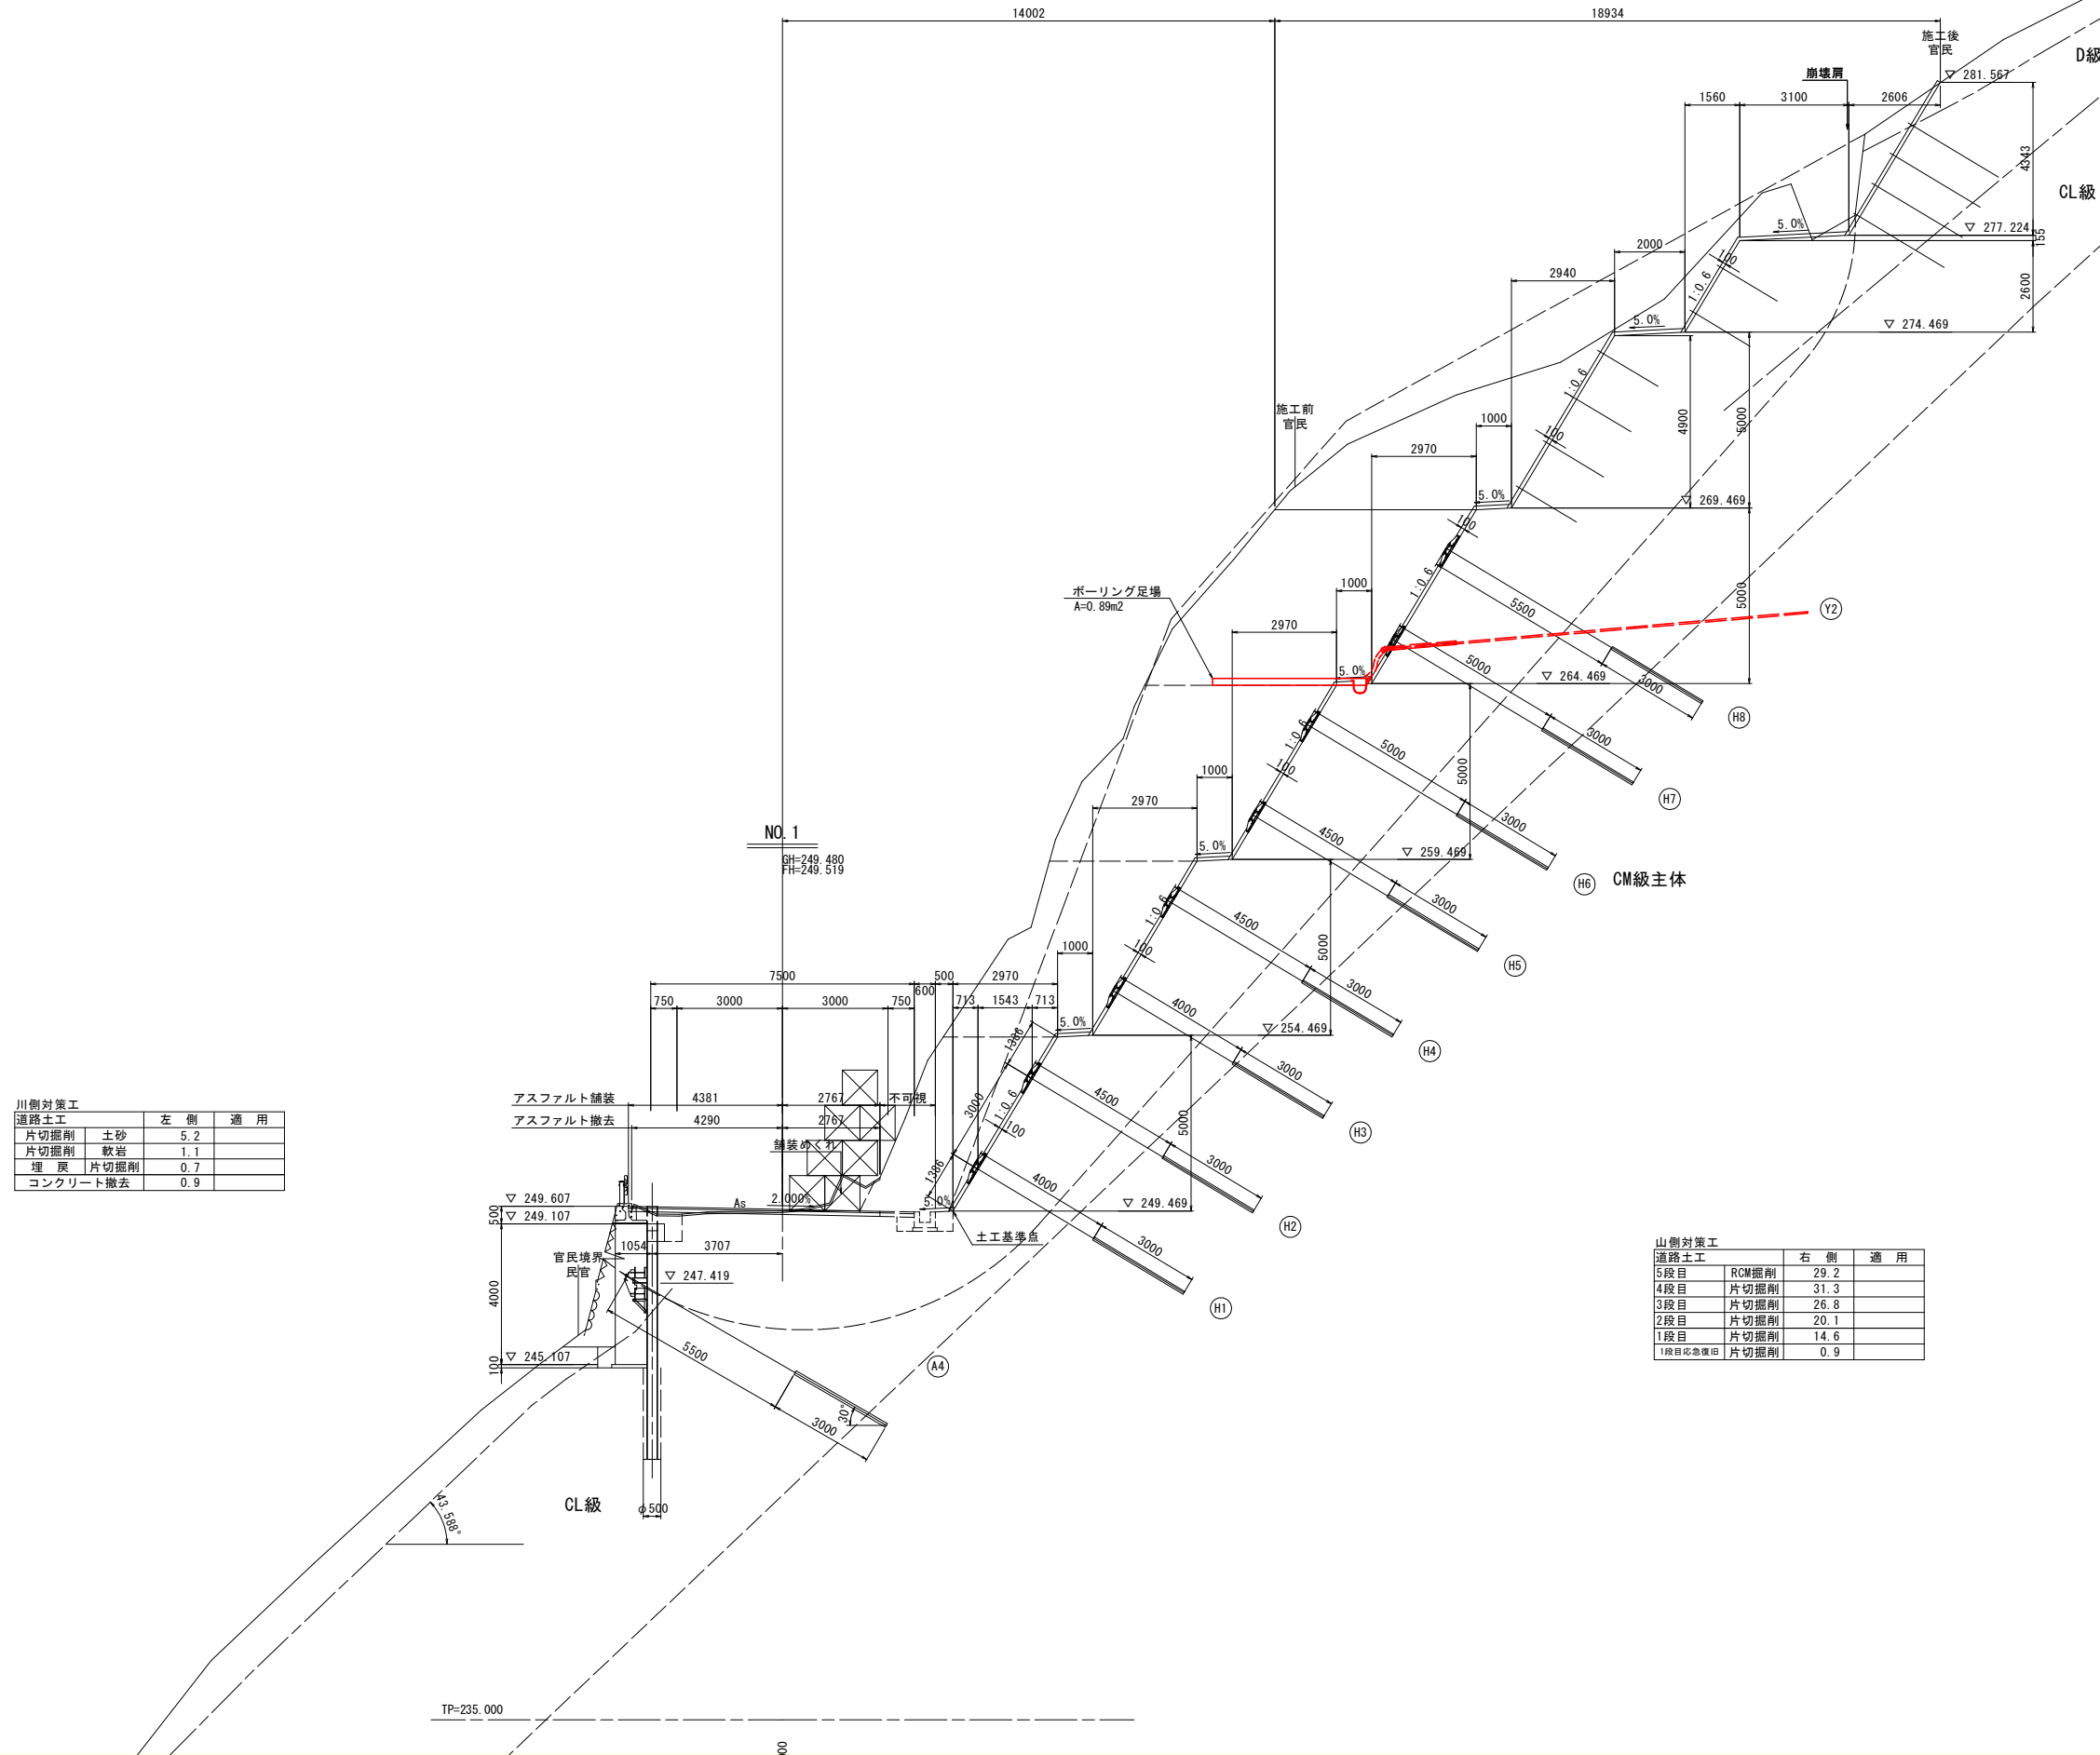 14002
18934
施工後
官民
D級
崩壊肩
▽ 281.567
1560
3100
2606
4343
CL級
5.0%
▽ 277.224
155
2000
100
2940
1:0.6
2600
5.0%
▽ 274.469
1:0.6
施工前
官民
1000
4900
5000
100
2970
5.0%
▽ 269.469
100
ボーリング足場
A=0.89m2
1000
1:0.6
5500
5000
Y2
2970
5000
5.0%
▽ 264.469
3000
H8
1:0.6
5000
3000
1000
100
5000
H7
2970
3000
NO.1
4500
5.0%
▽ 259.469
GH=249.480
FH=249.519
H6
CM級主体
1:0.6
3000
4500
100
1000
5000
H5
7500
500
2970
600
3000
750
3000
3000
750
713
1543
713
4000
5.0%
▽ 254.469
1386
3000
H4
アスファルト舗装
4381
2767
不可視
4500
川側対策工
道路土工
左 側
適 用
片切掘削
土砂
5.2
片切掘削
軟岩
1.1
埋 戻
片切掘削
0.7
コンクリート撤去
0.9
アスファルト撤去
4290
2767
3000
1:0.6
100
5000
H3
舗装めくれ
3000
1386
4000
▽ 249.607
As
2.000%
5.0%
▽ 249.469
500
▽ 249.107
H2
土工基準点
1054
3707
3000
官民境界
民官
▽ 247.419
4000
H1
山側対策工
道路土工
右 側
適 用
5段目
RCM掘削
29.2
4段目
片切掘削
31.3
3段目
片切掘削
26.8
2段目
片切掘削
20.1
1段目
片切掘削
14.6
1段目応急復旧
片切掘削
0.9
▽ 245.107
100
5500
A4
30°
3000
CL級
φ500
43.588°
TP=235.000